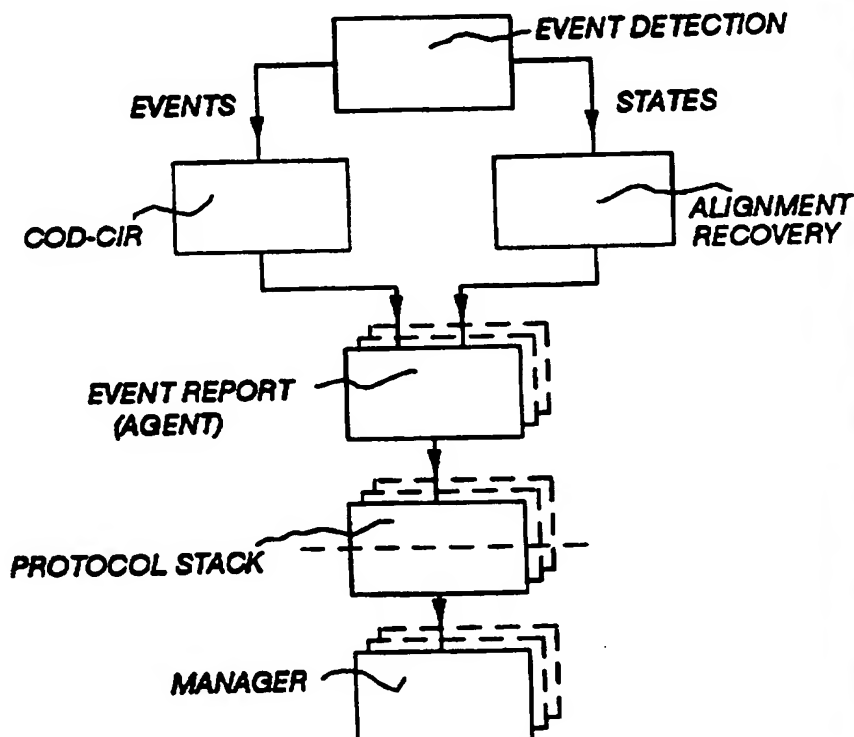 EVENT DETECTION
EVENTS
STATES
COD-CIR
ALIGNMENT
RECOVERY
EVENT REPORT
(AGENT)
PROTOCOL STACK
MANAGER